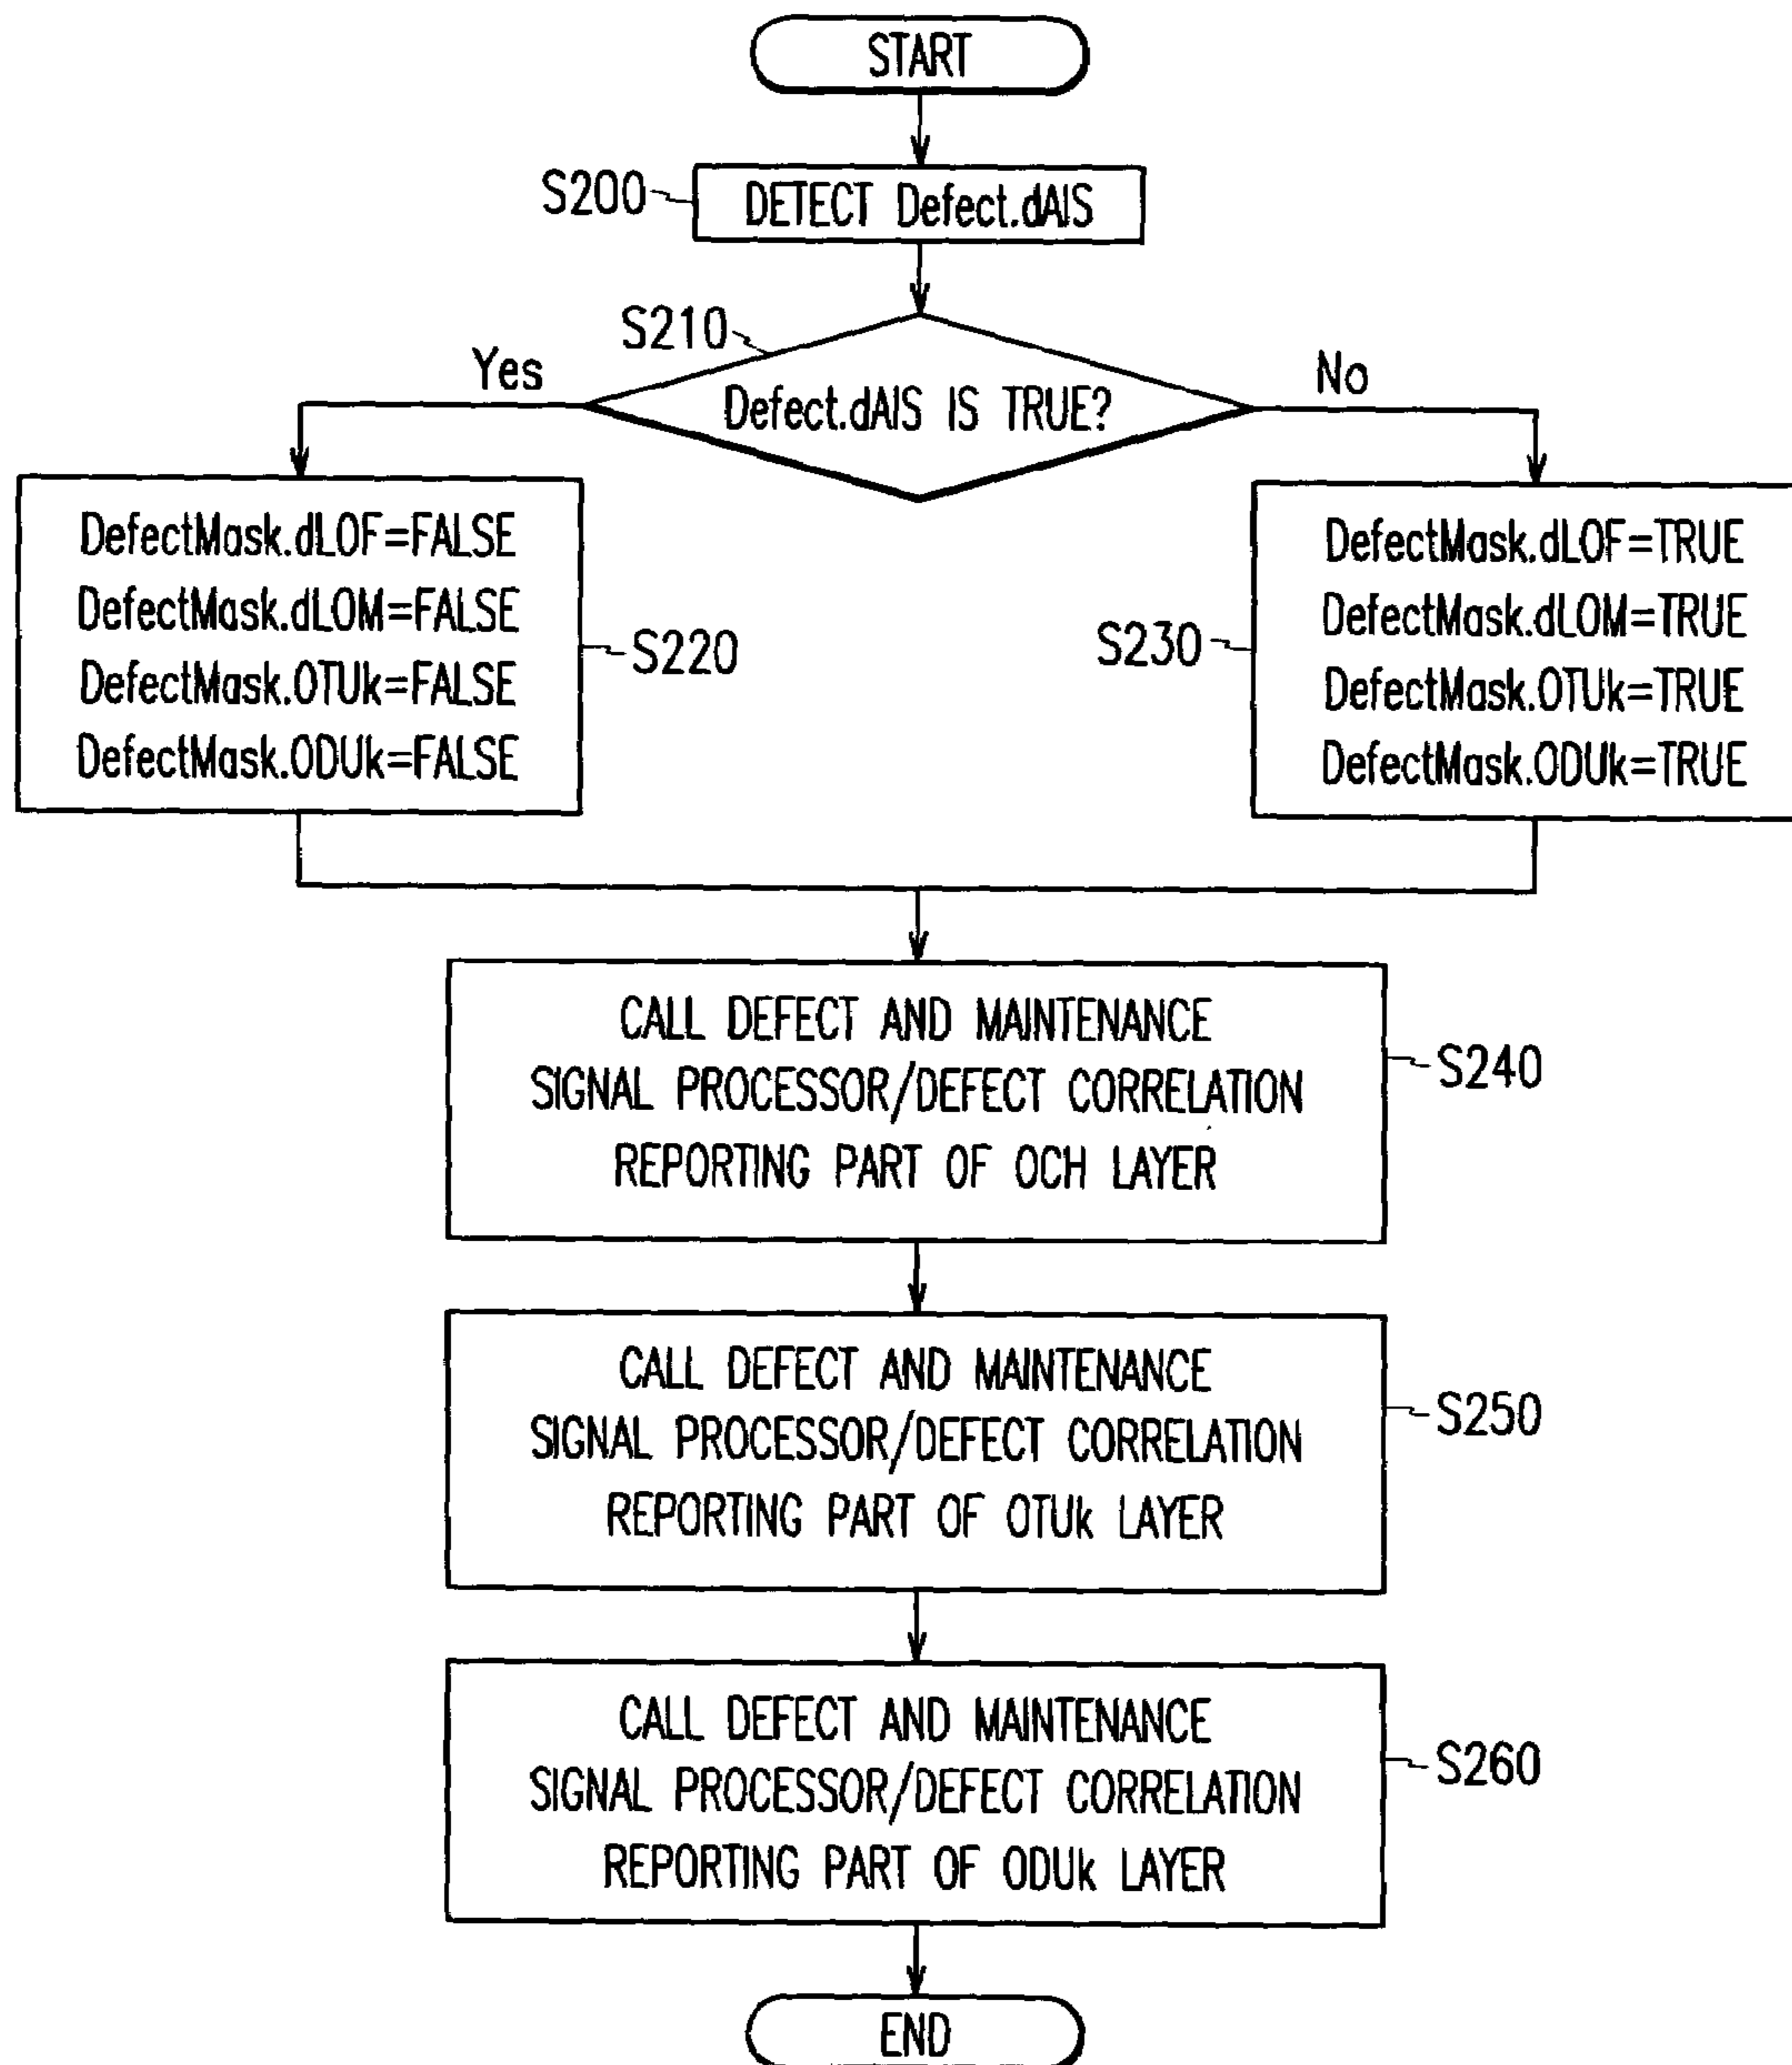 START
S200
DETECT Defect.dAIS
S210
Yes
No
Defect.dAIS IS TRUE?
DefectMask.dLOF=FALSE
DefectMask.dLOM=FALSE
DefectMask.OTUk=FALSE
DefectMask.ODUk=FALSE
S220
S230
DefectMask.dLOF=TRUE
DefectMask.dLOM=TRUE
DefectMask.OTUk=TRUE
DefectMask.ODUk=TRUE
CALL DEFECT AND MAINTENANCE
SIGNAL PROCESSOR/DEFECT CORRELATION
REPORTING PART OF OCH LAYER
S240
CALL DEFECT AND MAINTENANCE
SIGNAL PROCESSOR/DEFECT CORRELATION
REPORTING PART OF OTUk LAYER
S250
CALL DEFECT AND MAINTENANCE
SIGNAL PROCESSOR/DEFECT CORRELATION
REPORTING PART OF ODUk LAYER
S260
END